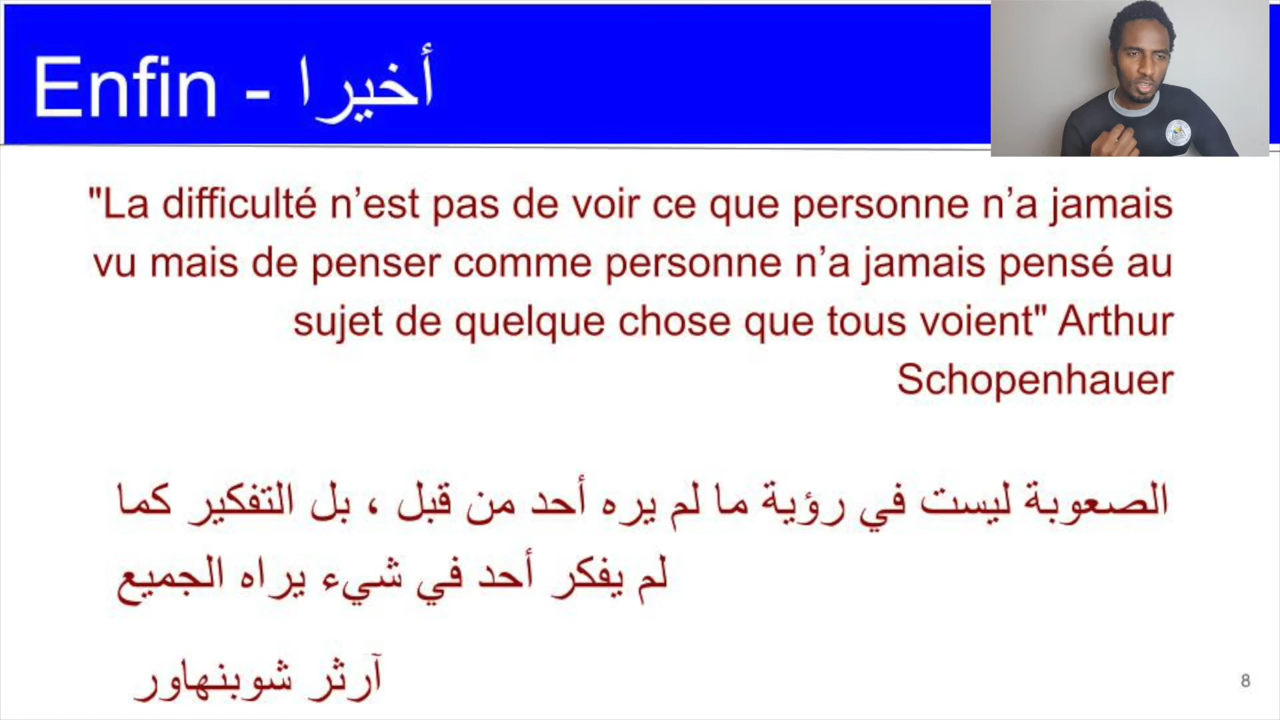 Enfin - أخيرا
"La difficulté n’est pas de voir ce que personne n’a jamais
vu mais de penser comme personne n’a jamais pensé au
sujet de quelque chose que tous voient" Arthur
Schopenhauer
الصعوبة ليست في رؤية ما لم يره أحد من قبل ، بل التفكير كما
لم يفكر أحد في شيء يراه الجميع
آرثر شوبنهاور
8